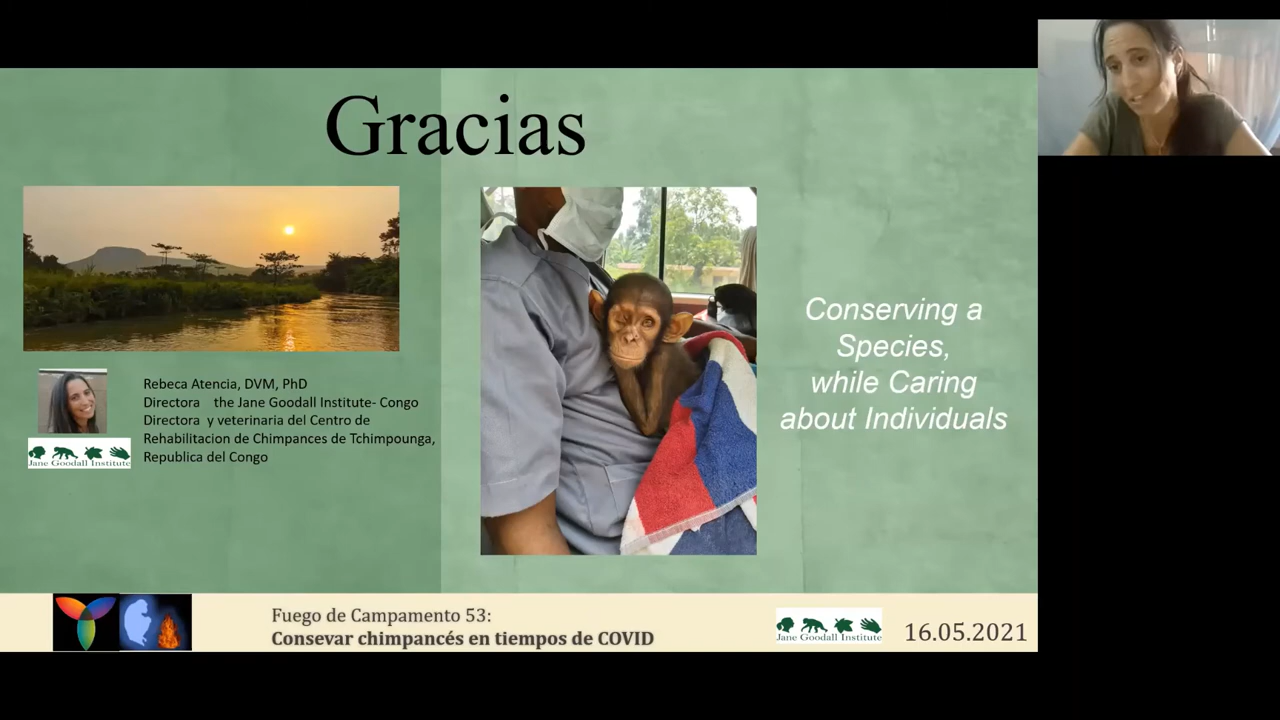 Gracias
Rebeca Atencia, DVM, PhD
Directora the Jane Goodall Institute- Congo
Directora y veterinaria del Centro de
Rehabilitacion de Chimpances de Tchimpounga,
Republica del Congo
Jane Goodall Institute
Conserving a
Species,
while Caring
about Individuals
Fuego de Campamento 53:
Consevar chimpancés en tiempos de COVID
Jane Goodall Institute
16.05.2021